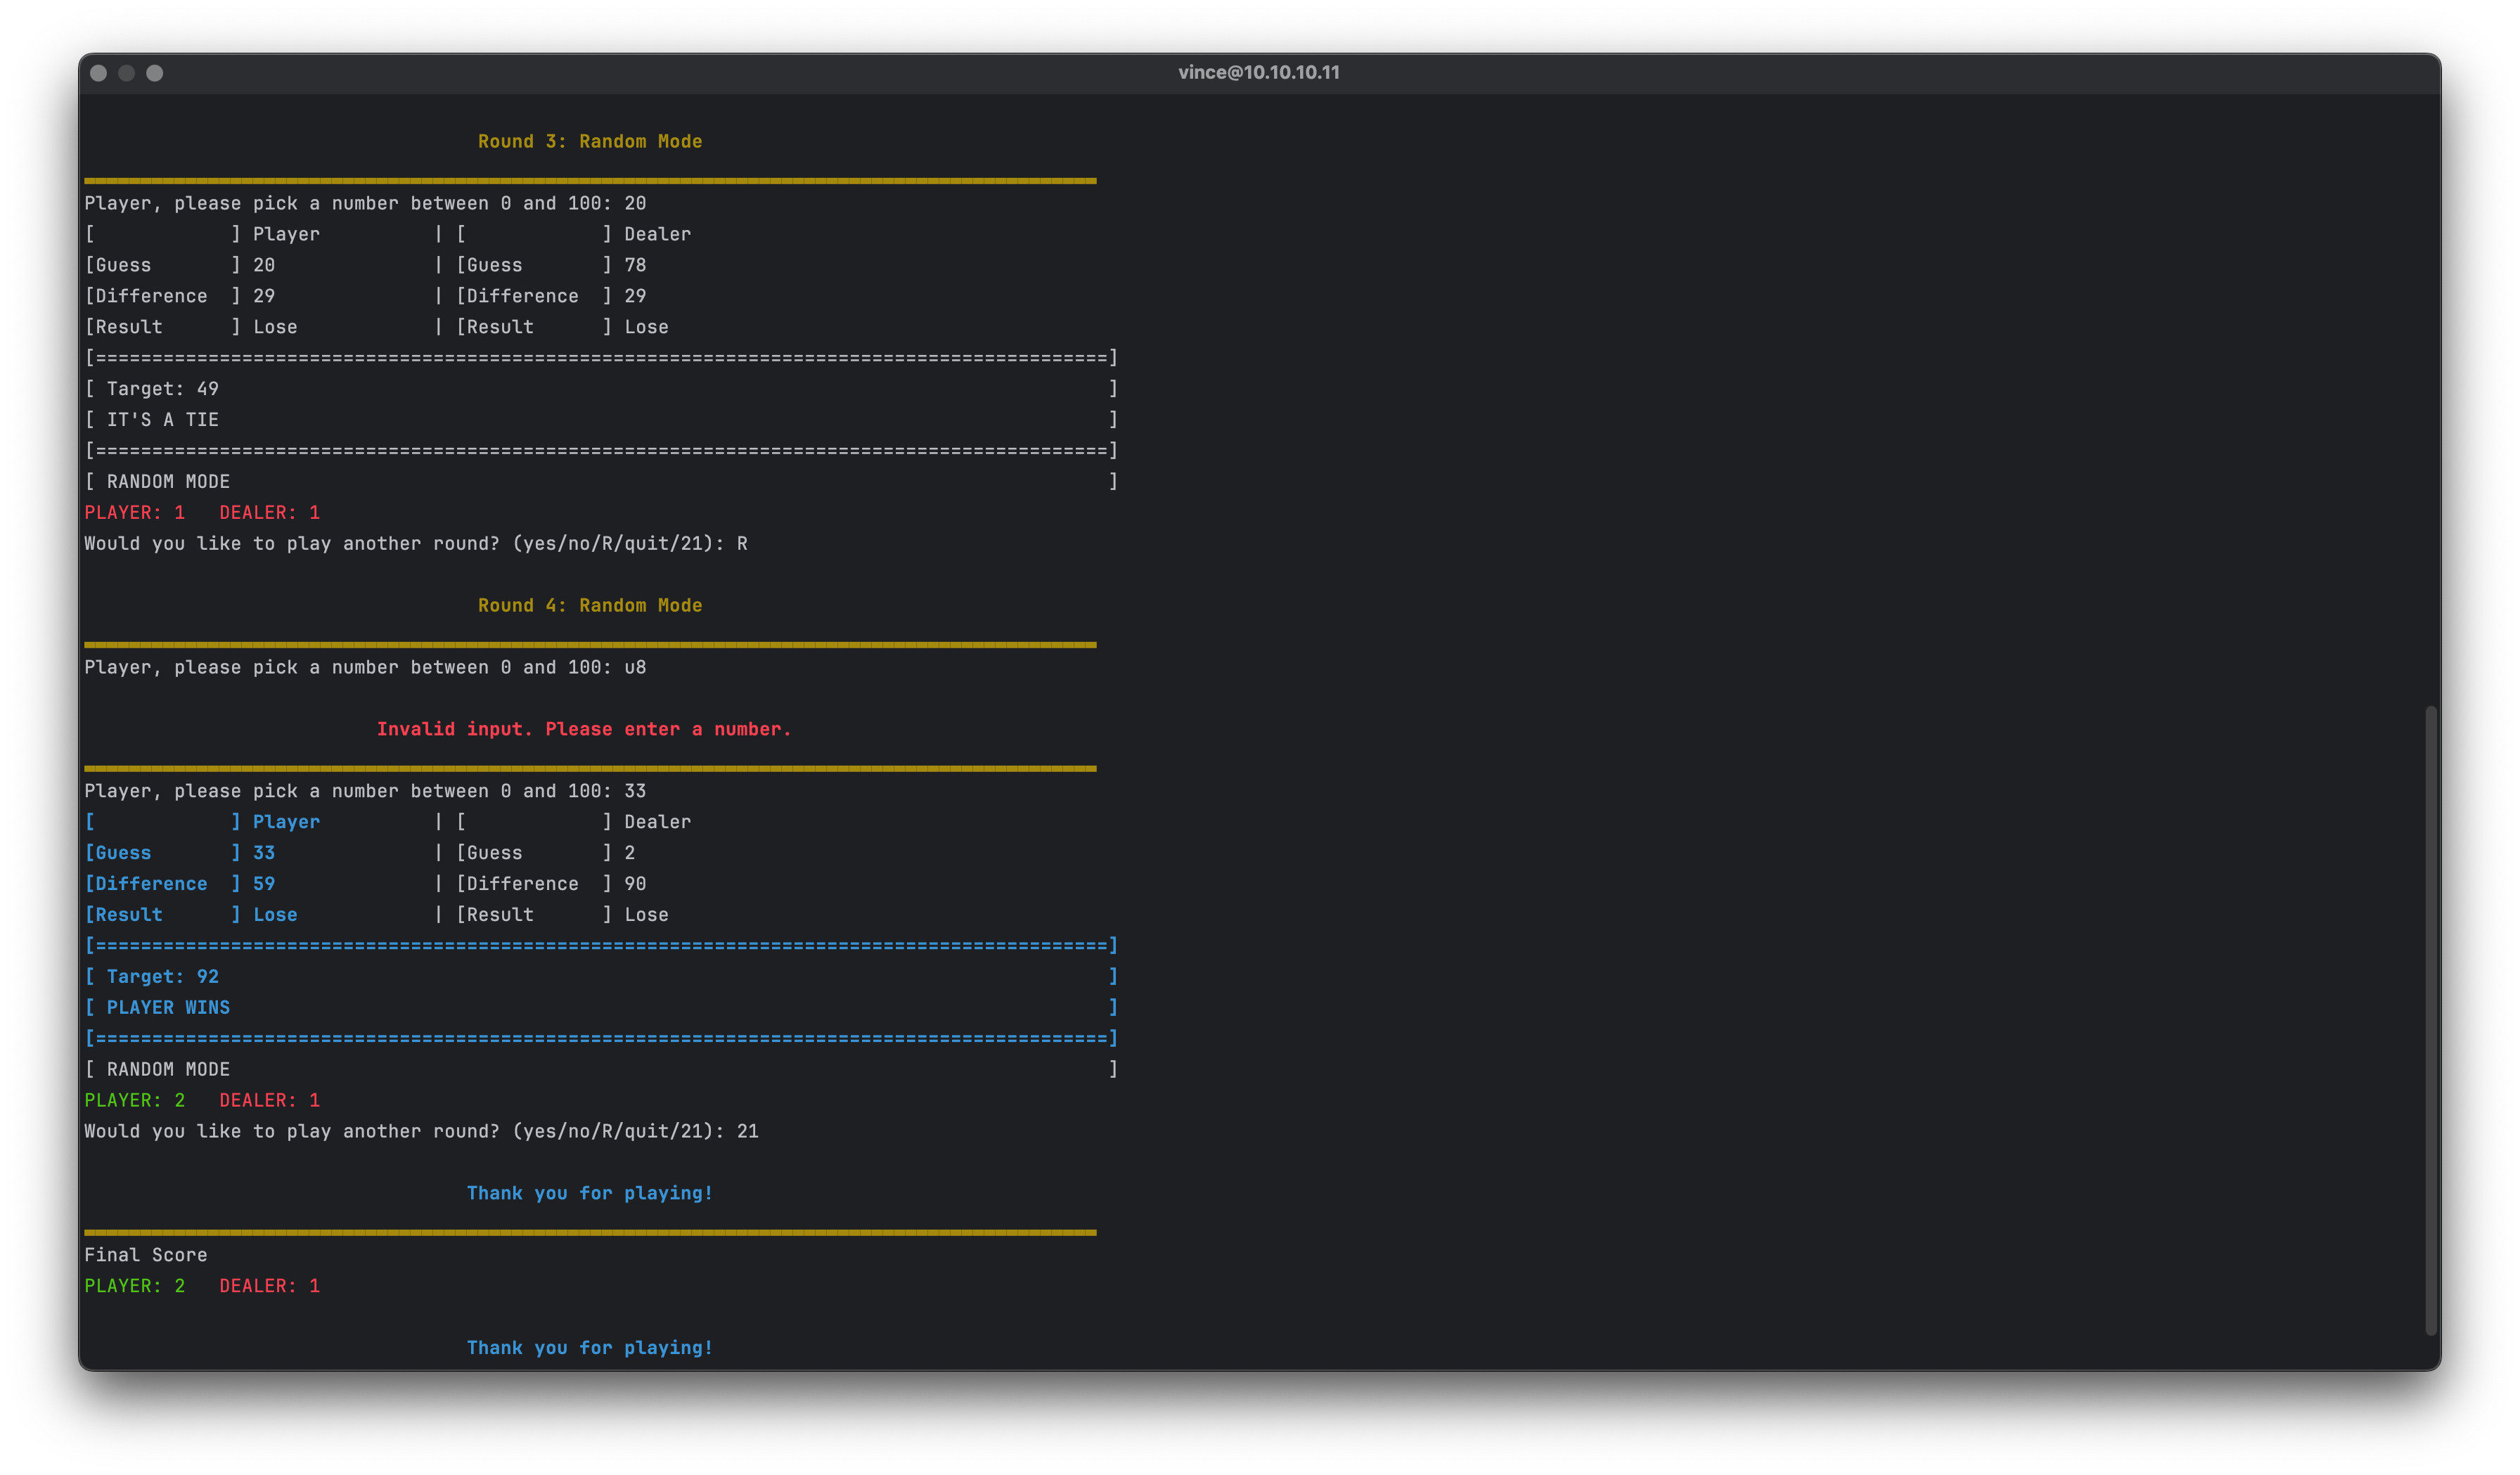 vince@10.10.10.11
Round 3: Random Mode
Player, please pick a number between 0 and 100: 20
[            ] Player          | [            ] Dealer
[Guess       ] 20              | [Guess       ] 78
[Difference  ] 29              | [Difference  ] 29
[Result      ] Lose            | [Result      ] Lose
[==========================================================================================]
[ Target: 49                                                                               ]
[ IT'S A TIE                                                                               ]
[==========================================================================================]
[ RANDOM MODE                                                                              ]
PLAYER: 1   DEALER: 1
Would you like to play another round? (yes/no/R/quit/21): R
Round 4: Random Mode
Player, please pick a number between 0 and 100: u8
Invalid input. Please enter a number.
Player, please pick a number between 0 and 100: 33
[            ] Player          | [            ] Dealer
[Guess       ] 33              | [Guess       ] 2
[Difference  ] 59              | [Difference  ] 90
[Result      ] Lose            | [Result      ] Lose
[==========================================================================================]
[ Target: 92                                                                               ]
[ PLAYER WINS                                                                              ]
[==========================================================================================]
[ RANDOM MODE                                                                              ]
PLAYER: 2   DEALER: 1
Would you like to play another round? (yes/no/R/quit/21): 21
Thank you for playing!
Final Score
PLAYER: 2   DEALER: 1
Thank you for playing!